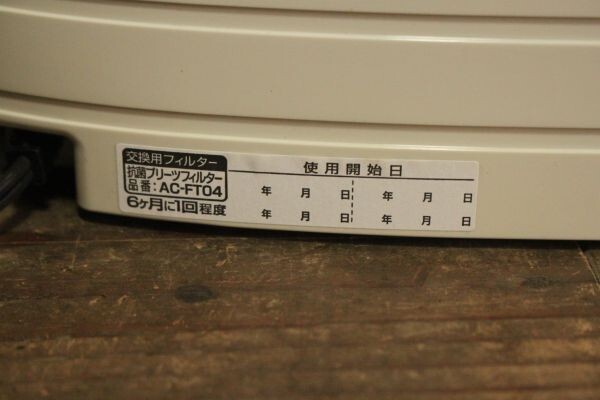 交換用フィルター
抗菌プリーツフィルター
品番:AC-FT04
6ヶ月に1回程度
使用開始日
年 月 日 年 月 日
年 月 日 年 月 日